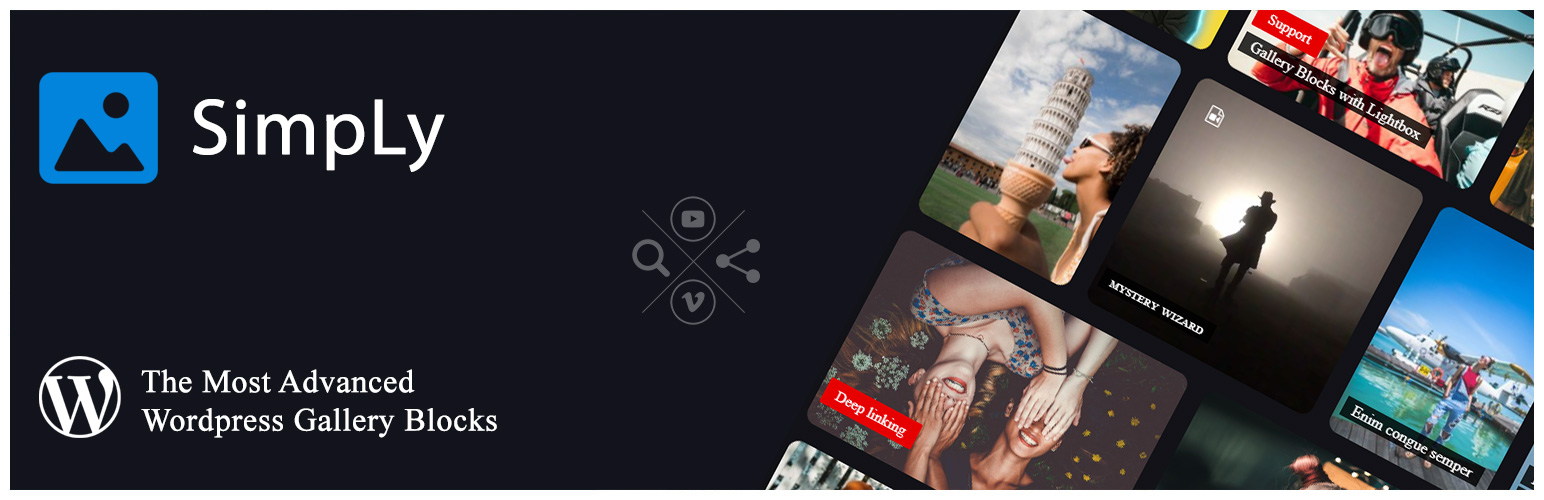 SimpLy
The Most Advanced
Wordpress Gallery Blocks
Support
Gallery Blocks with Lightbox
MYSTERY WIZARD
Deep linking
Enim congue semper